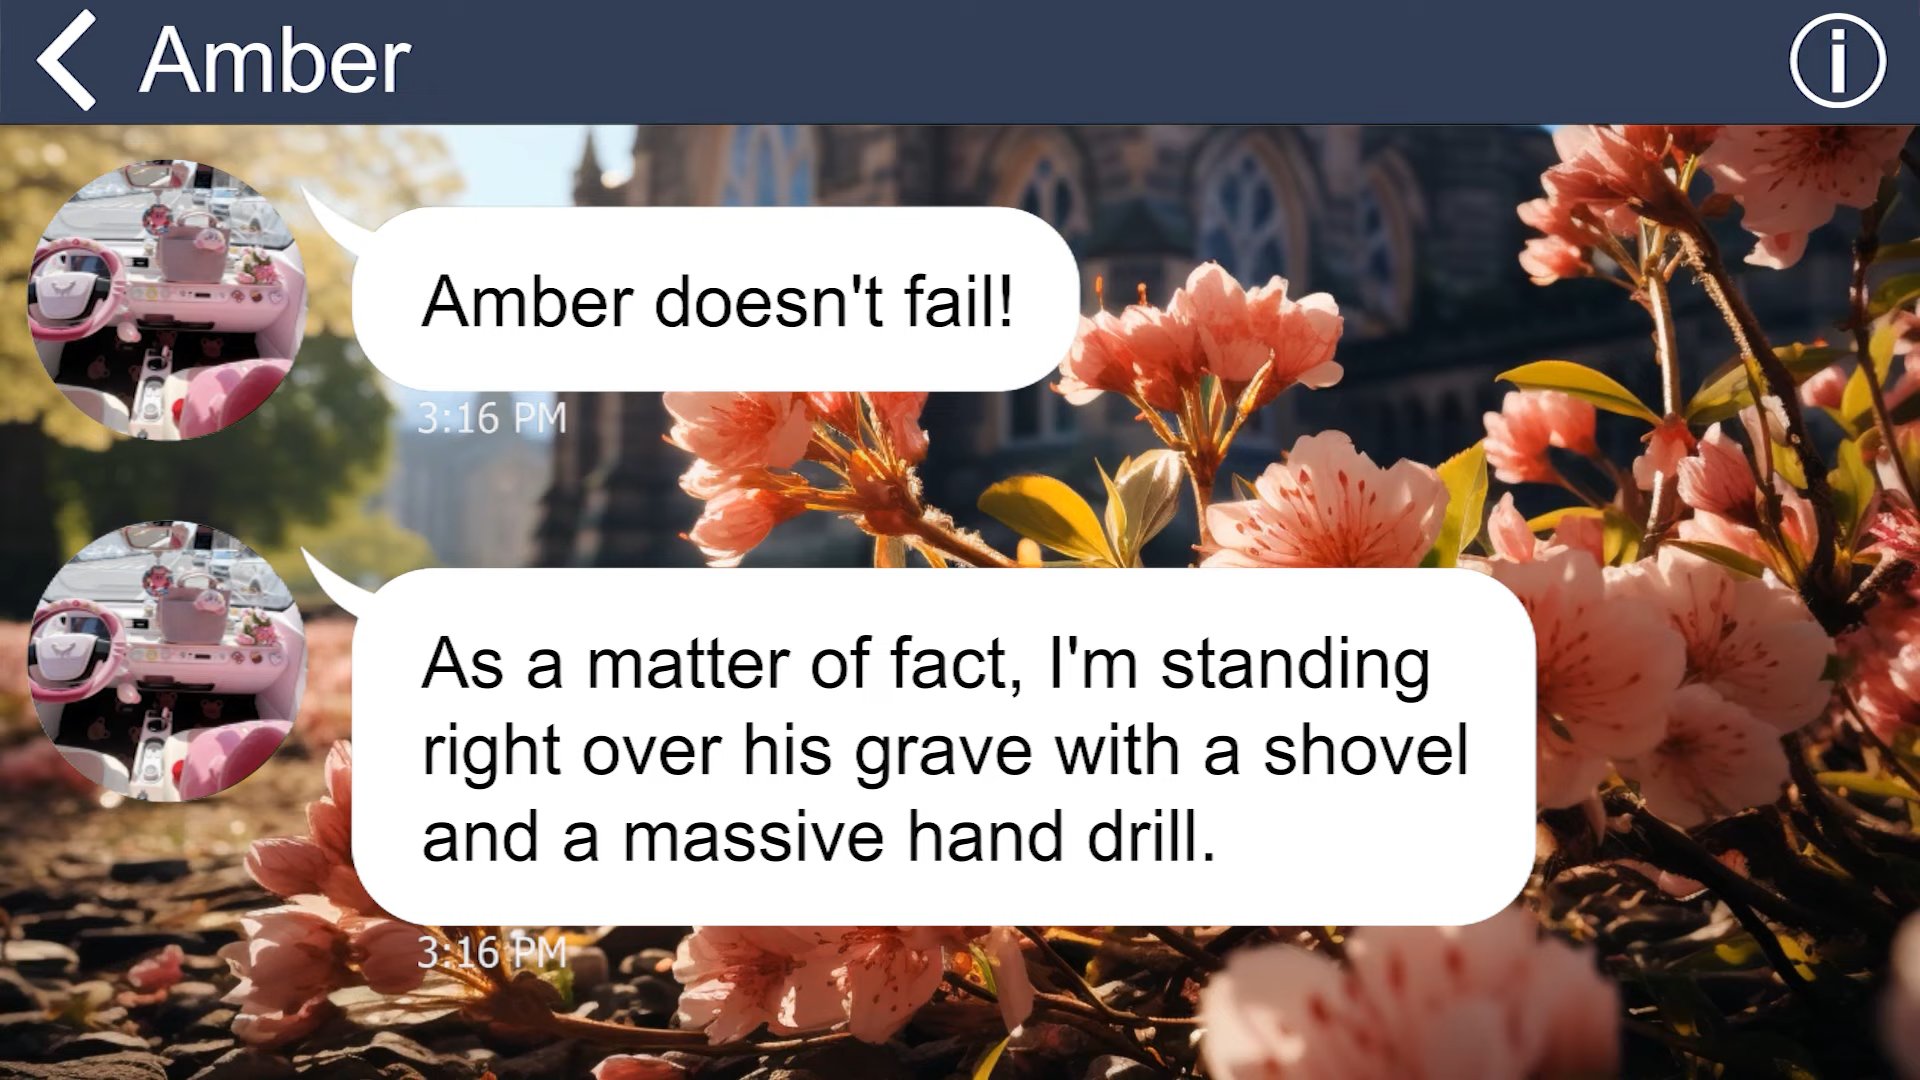 Amber
Amber doesn't fail!
3:16 PM
As a matter of fact, I'm standing
right over his grave with a shovel
and a massive hand drill.
3:16 PM